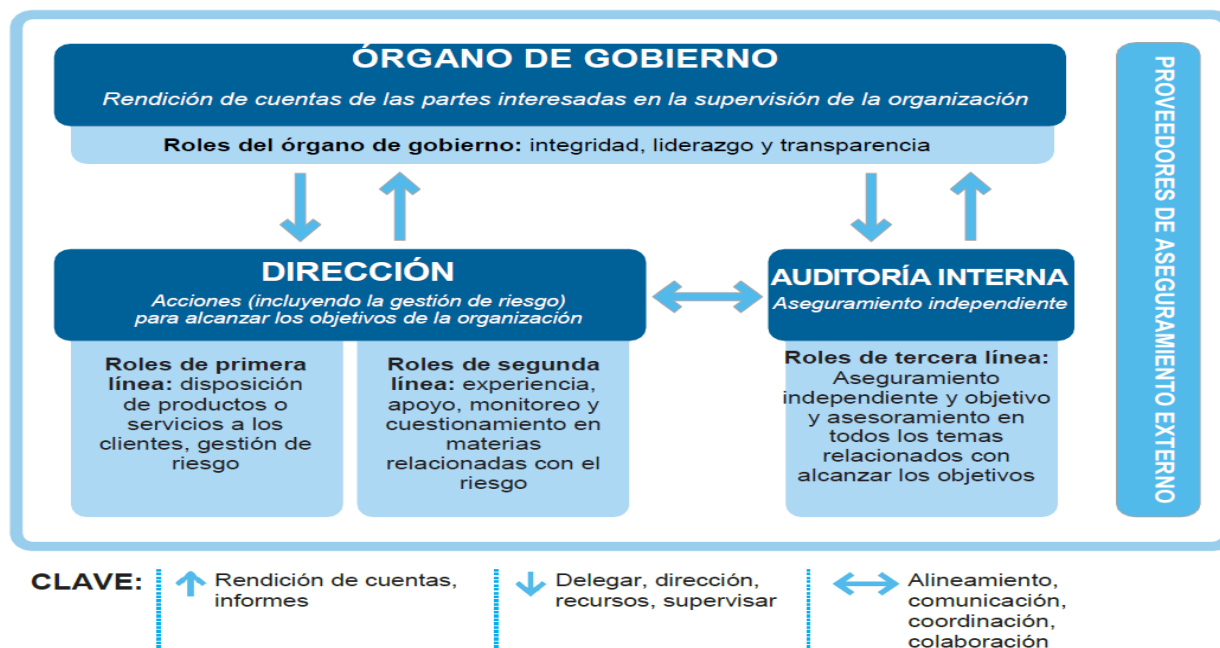 ÓRGANO DE GOBIERNO
Rendición de cuentas de las partes interesadas en la supervisión de la organización
Roles del órgano de gobierno: integridad, liderazgo y transparencia
DIRECCIÓN
Acciones (incluyendo la gestión de riesgo)
para alcanzar los objetivos de la organización
Roles de primera
línea: disposición
de productos o
servicios a los
clientes, gestión de
riesgo
Roles de segunda
línea: experiencia,
apoyo, monitoreo y
cuestionamiento en
materias
relacionadas con el
riesgo
AUDITORÍA INTERNA
Aseguramiento independiente
Roles de tercera línea:
Aseguramiento
independiente y objetivo
y asesoramiento en
todos los temas
relacionados con
alcanzar los objetivos
PROVEEDORES DE ASEGURAMIENTO EXTERNO
CLAVE:
Rendición de cuentas,
informes
Delegar, dirección,
recursos, supervisar
Alineamiento,
comunicación,
coordinación,
colaboración